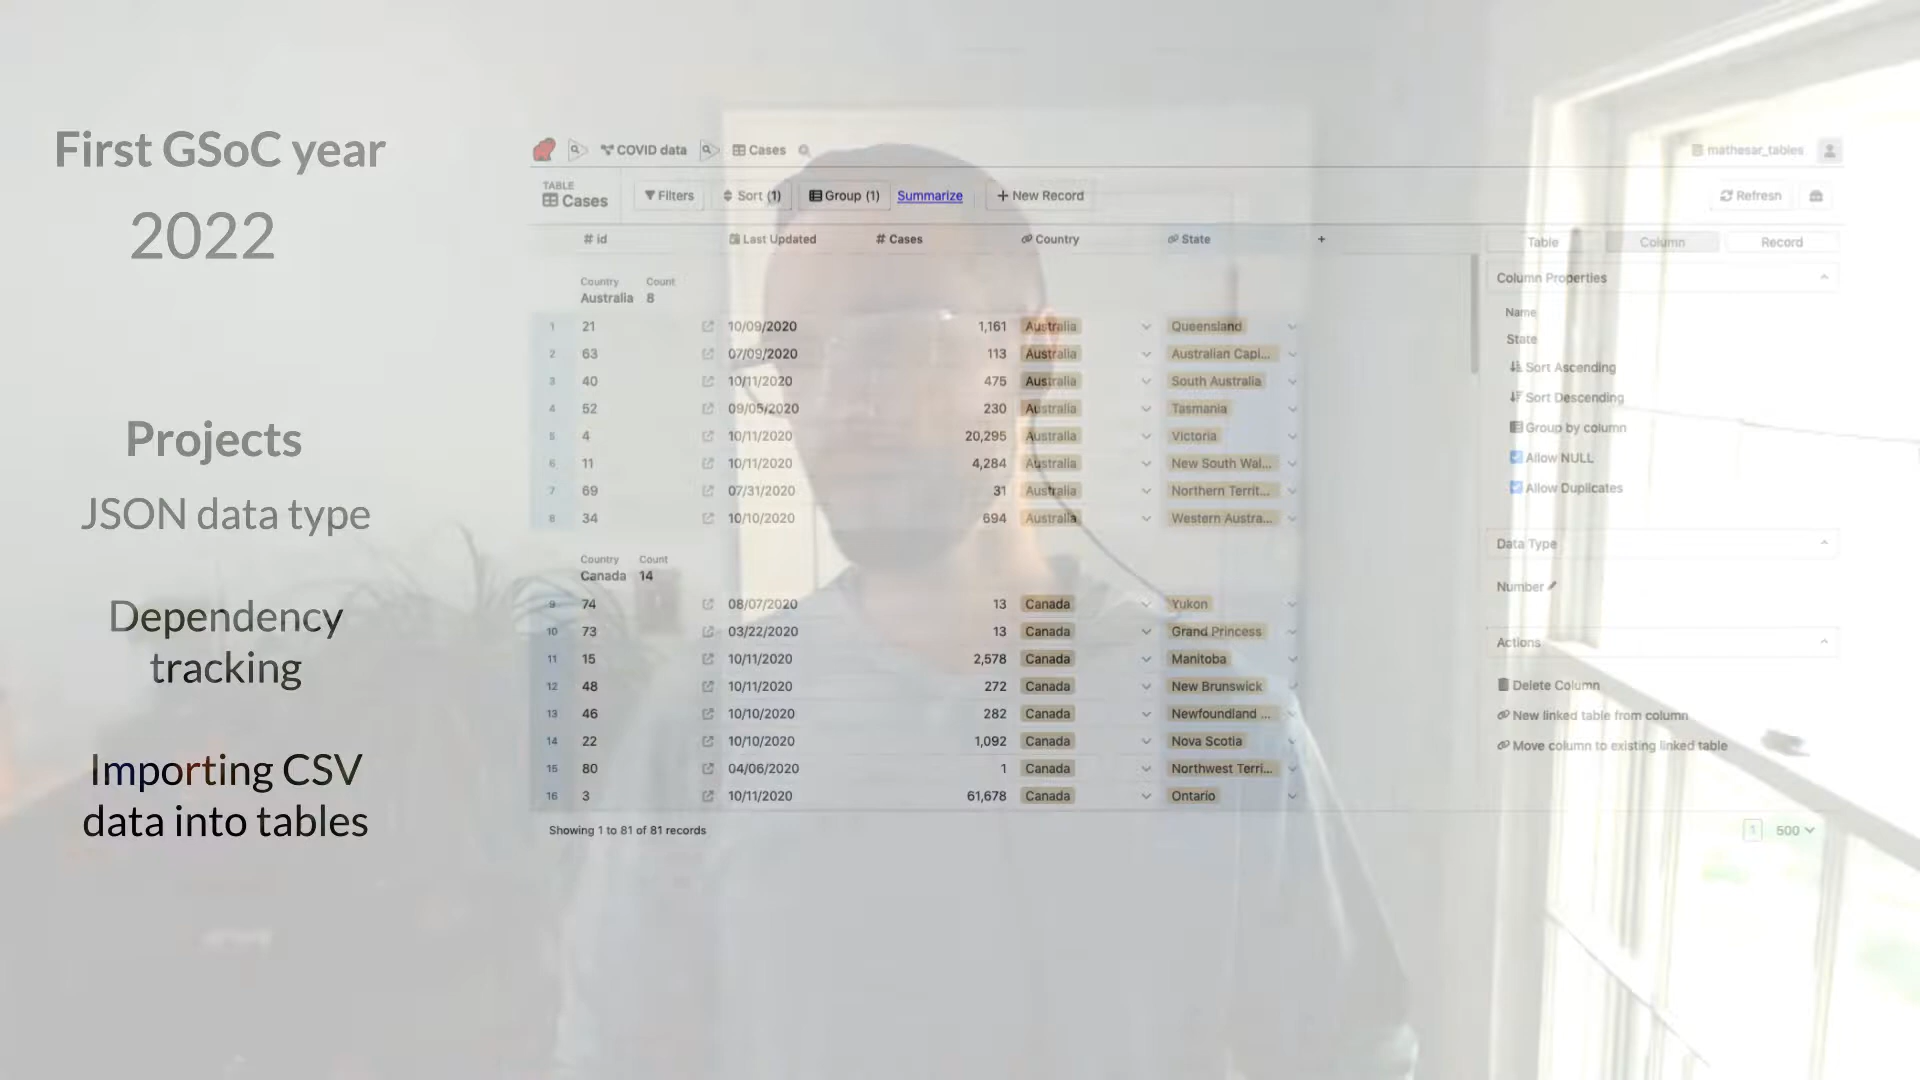 First GSoC year
2022
Projects
JSON data type
Dependency
tracking
Importing CSV
data into tables
COVID data
Cases
mathesar_tables
TABLE
Cases
Filters
Sort (1)
Group (1)
Summarize
+ New Record
Refresh
# id
Last Updated
# Cases
Country
State
+
Country Count
Australia 8
1 21 10/09/2020 1,161 Australia Queensland
2 63 07/09/2020 113 Australia Australian Capi...
3 40 10/11/2020 475 Australia South Australia
4 52 09/05/2020 230 Australia Tasmania
5 4 10/11/2020 20,295 Australia Victoria
6 11 10/11/2020 4,284 Australia New South Wal...
7 69 07/31/2020 31 Australia Northern Territ...
8 34 10/10/2020 694 Australia Western Austra...
Country Count
Canada 14
9 74 08/07/2020 13 Canada Yukon
10 73 03/22/2020 13 Canada Grand Princess
11 15 10/11/2020 2,578 Canada Manitoba
12 48 10/11/2020 272 Canada New Brunswick
13 46 10/10/2020 282 Canada Newfoundland ...
14 22 10/10/2020 1,092 Canada Nova Scotia
15 80 04/06/2020 1 Canada Northwest Terri...
16 3 10/11/2020 61,678 Canada Ontario
Showing 1 to 81 of 81 records
1 500
Table Column Record
Column Properties
Name
State
Sort Ascending
Sort Descending
Group by column
Allow NULL
Allow Duplicates
Data Type
Number
Actions
Delete Column
New linked table from column
Move column to existing linked table